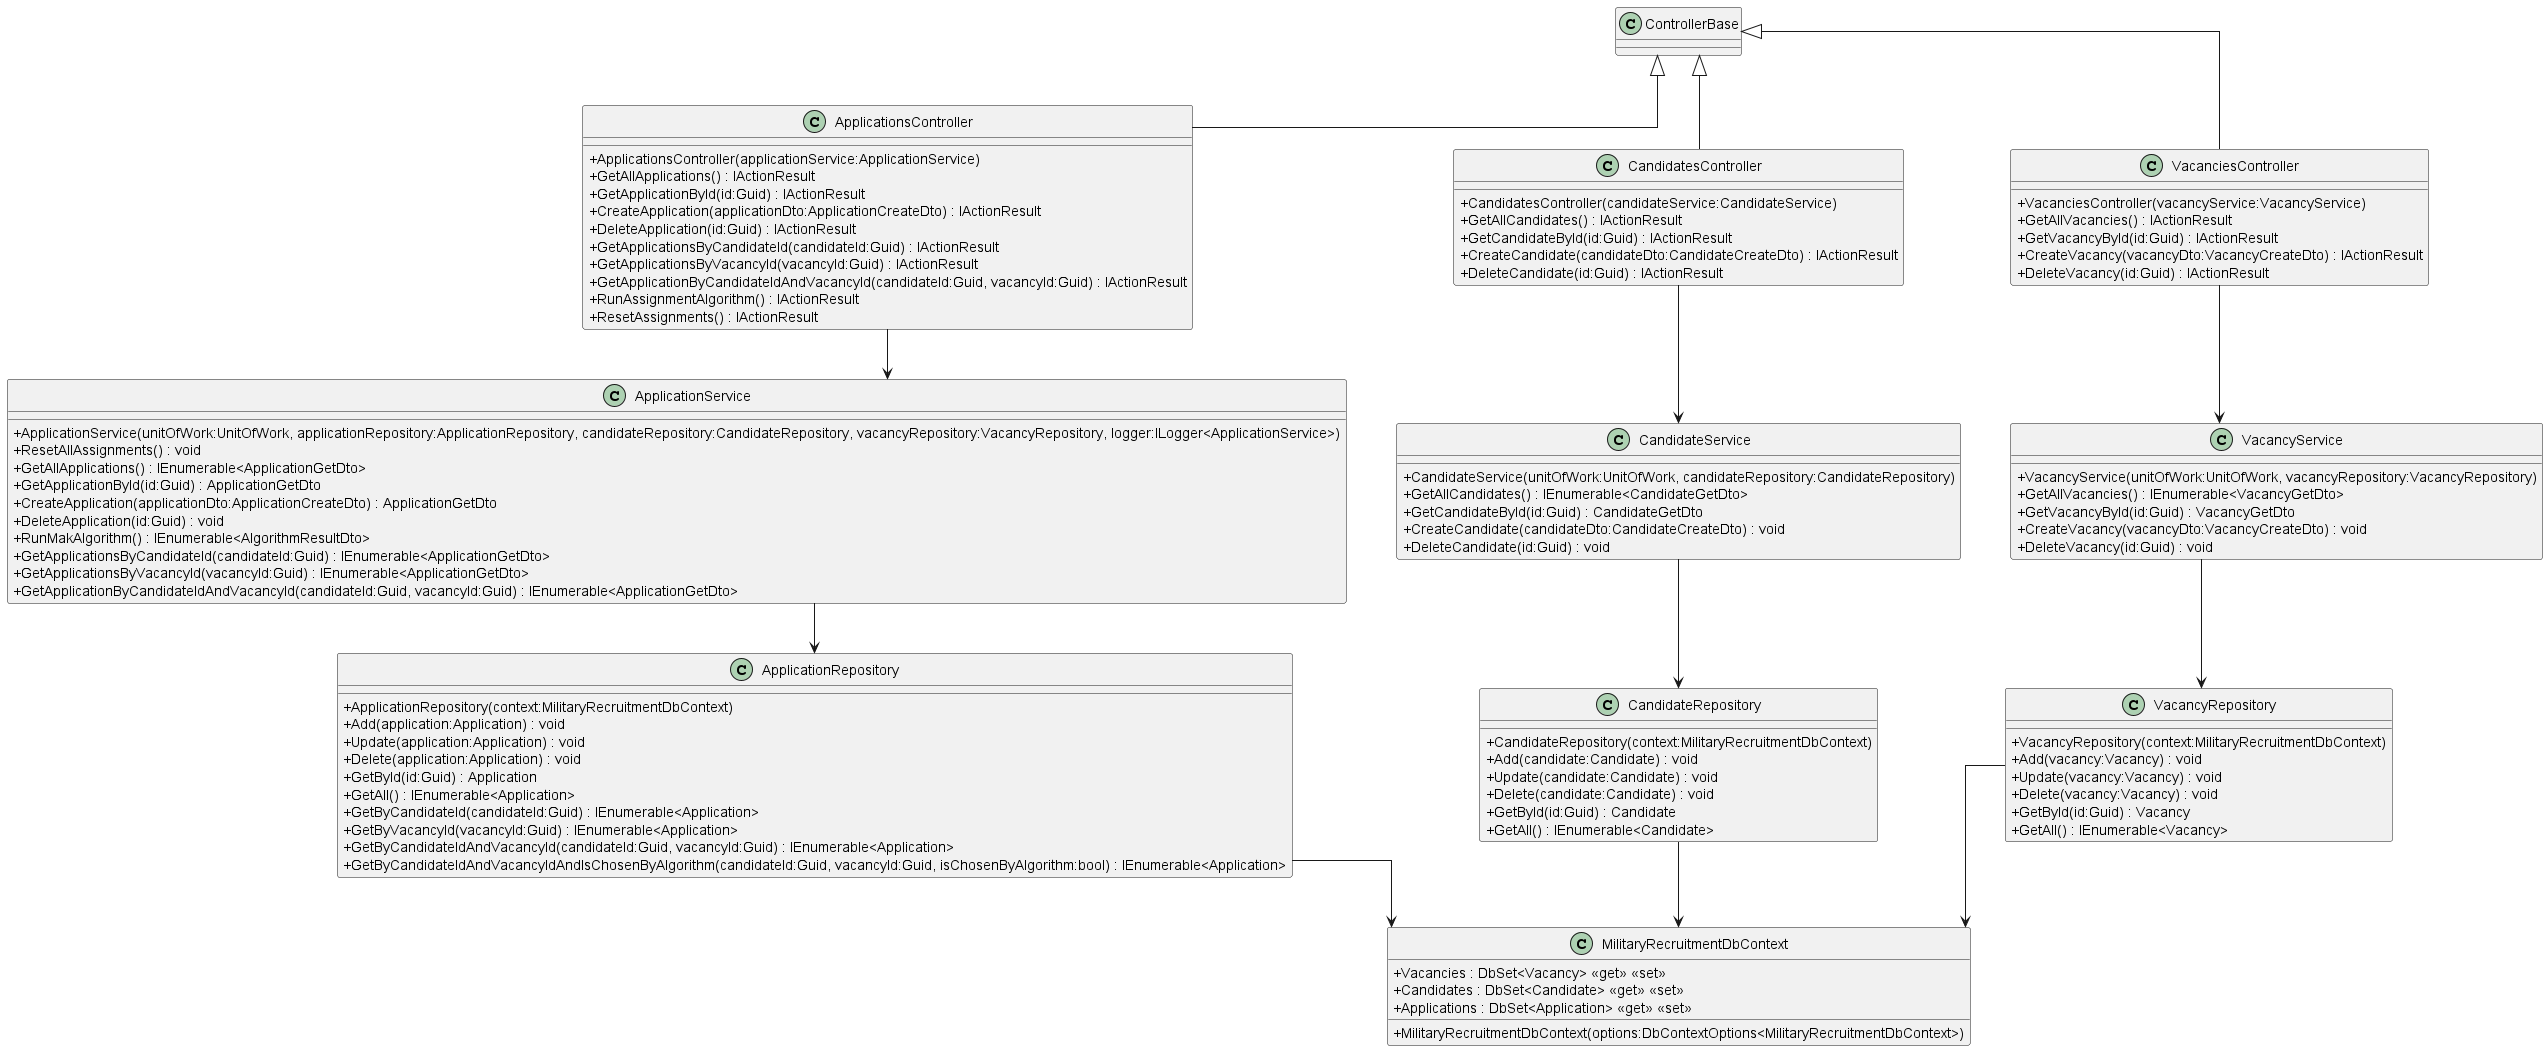 C ControllerBase
C ApplicationsController
+ApplicationsController(applicationService:ApplicationService)
+GetAllApplications() : IActionResult
+GetApplicationById(id:Guid) : IActionResult
+CreateApplication(applicationDto:ApplicationCreateDto) : IActionResult
+DeleteApplication(id:Guid) : IActionResult
+GetApplicationsByCandidateId(candidateId:Guid) : IActionResult
+GetApplicationsByVacancyId(vacancyId:Guid) : IActionResult
+GetApplicationByCandidateIdAndVacancyId(candidateId:Guid, vacancyId:Guid) : IActionResult
+RunAssignmentAlgorithm() : IActionResult
+ResetAssignments() : IActionResult
C CandidatesController
+CandidatesController(candidateService:CandidateService)
+GetAllCandidates() : IActionResult
+GetCandidateById(id:Guid) : IActionResult
+CreateCandidate(candidateDto:CandidateCreateDto) : IActionResult
+DeleteCandidate(id:Guid) : IActionResult
C VacanciesController
+VacanciesController(vacancyService:VacancyService)
+GetAllVacancies() : IActionResult
+GetVacancyById(id:Guid) : IActionResult
+CreateVacancy(vacancyDto:VacancyCreateDto) : IActionResult
+DeleteVacancy(id:Guid) : IActionResult
C ApplicationService
+ApplicationService(unitOfWork:UnitOfWork, applicationRepository:ApplicationRepository, candidateRepository:CandidateRepository, vacancyRepository:VacancyRepository, logger:ILogger<ApplicationService>)
+ResetAllAssignments() : void
+GetAllApplications() : IEnumerable<ApplicationGetDto>
+GetApplicationById(id:Guid) : ApplicationGetDto
+CreateApplication(applicationDto:ApplicationCreateDto) : ApplicationGetDto
+DeleteApplication(id:Guid) : void
+RunMakAlgorithm() : IEnumerable<AlgorithmResultDto>
+GetApplicationsByCandidateId(candidateId:Guid) : IEnumerable<ApplicationGetDto>
+GetApplicationsByVacancyId(vacancyId:Guid) : IEnumerable<ApplicationGetDto>
+GetApplicationByCandidateIdAndVacancyId(candidateId:Guid, vacancyId:Guid) : IEnumerable<ApplicationGetDto>
C CandidateService
+CandidateService(unitOfWork:UnitOfWork, candidateRepository:CandidateRepository)
+GetAllCandidates() : IEnumerable<CandidateGetDto>
+GetCandidateById(id:Guid) : CandidateGetDto
+CreateCandidate(candidateDto:CandidateCreateDto) : void
+DeleteCandidate(id:Guid) : void
C VacancyService
+VacancyService(unitOfWork:UnitOfWork, vacancyRepository:VacancyRepository)
+GetAllVacancies() : IEnumerable<VacancyGetDto>
+GetVacancyById(id:Guid) : VacancyGetDto
+CreateVacancy(vacancyDto:VacancyCreateDto) : void
+DeleteVacancy(id:Guid) : void
C ApplicationRepository
+ApplicationRepository(context:MilitaryRecruitmentDbContext)
+Add(application:Application) : void
+Update(application:Application) : void
+Delete(application:Application) : void
+GetById(id:Guid) : Application
+GetAll() : IEnumerable<Application>
+GetByCandidateId(candidateId:Guid) : IEnumerable<Application>
+GetByVacancyId(vacancyId:Guid) : IEnumerable<Application>
+GetByCandidateIdAndVacancyId(candidateId:Guid, vacancyId:Guid) : IEnumerable<Application>
+GetByCandidateIdAndVacancyIdAndIsChosenByAlgorithm(candidateId:Guid, vacancyId:Guid, isChosenByAlgorithm:bool) : IEnumerable<Application>
C CandidateRepository
+CandidateRepository(context:MilitaryRecruitmentDbContext)
+Add(candidate:Candidate) : void
+Update(candidate:Candidate) : void
+Delete(candidate:Candidate) : void
+GetById(id:Guid) : Candidate
+GetAll() : IEnumerable<Candidate>
C VacancyRepository
+VacancyRepository(context:MilitaryRecruitmentDbContext)
+Add(vacancy:Vacancy) : void
+Update(vacancy:Vacancy) : void
+Delete(vacancy:Vacancy) : void
+GetById(id:Guid) : Vacancy
+GetAll() : IEnumerable<Vacancy>
C MilitaryRecruitmentDbContext
+Vacancies : DbSet<Vacancy> «get» «set»
+Candidates : DbSet<Candidate> «get» «set»
+Applications : DbSet<Application> «get» «set»
+MilitaryRecruitmentDbContext(options:DbContextOptions<MilitaryRecruitmentDbContext>)